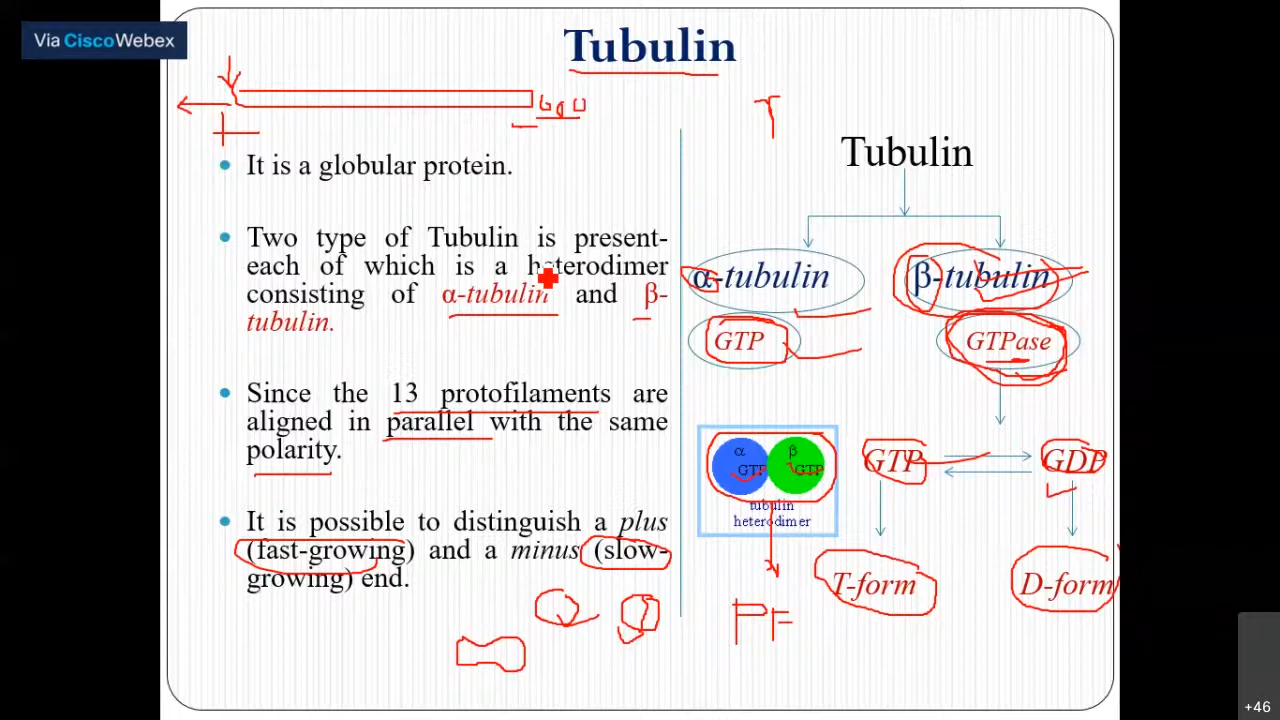 Via CiscoWebex
Tubulin
It is a globular protein.
Two type of Tubulin is present-
each of which is a heterodimer
consisting of α-tubulin and β-
tubulin.
Since the 13 protofilaments are
aligned in parallel with the same
polarity.
It is possible to distinguish a plus
(fast-growing) and a minus (slow-
growing) end.
Tubulin
α-tubulin β-tubulin
GTP GTPase
α β
GTP GTP
tubulin
heterodimer
GTP GDP
T-form D-form
PF
+46